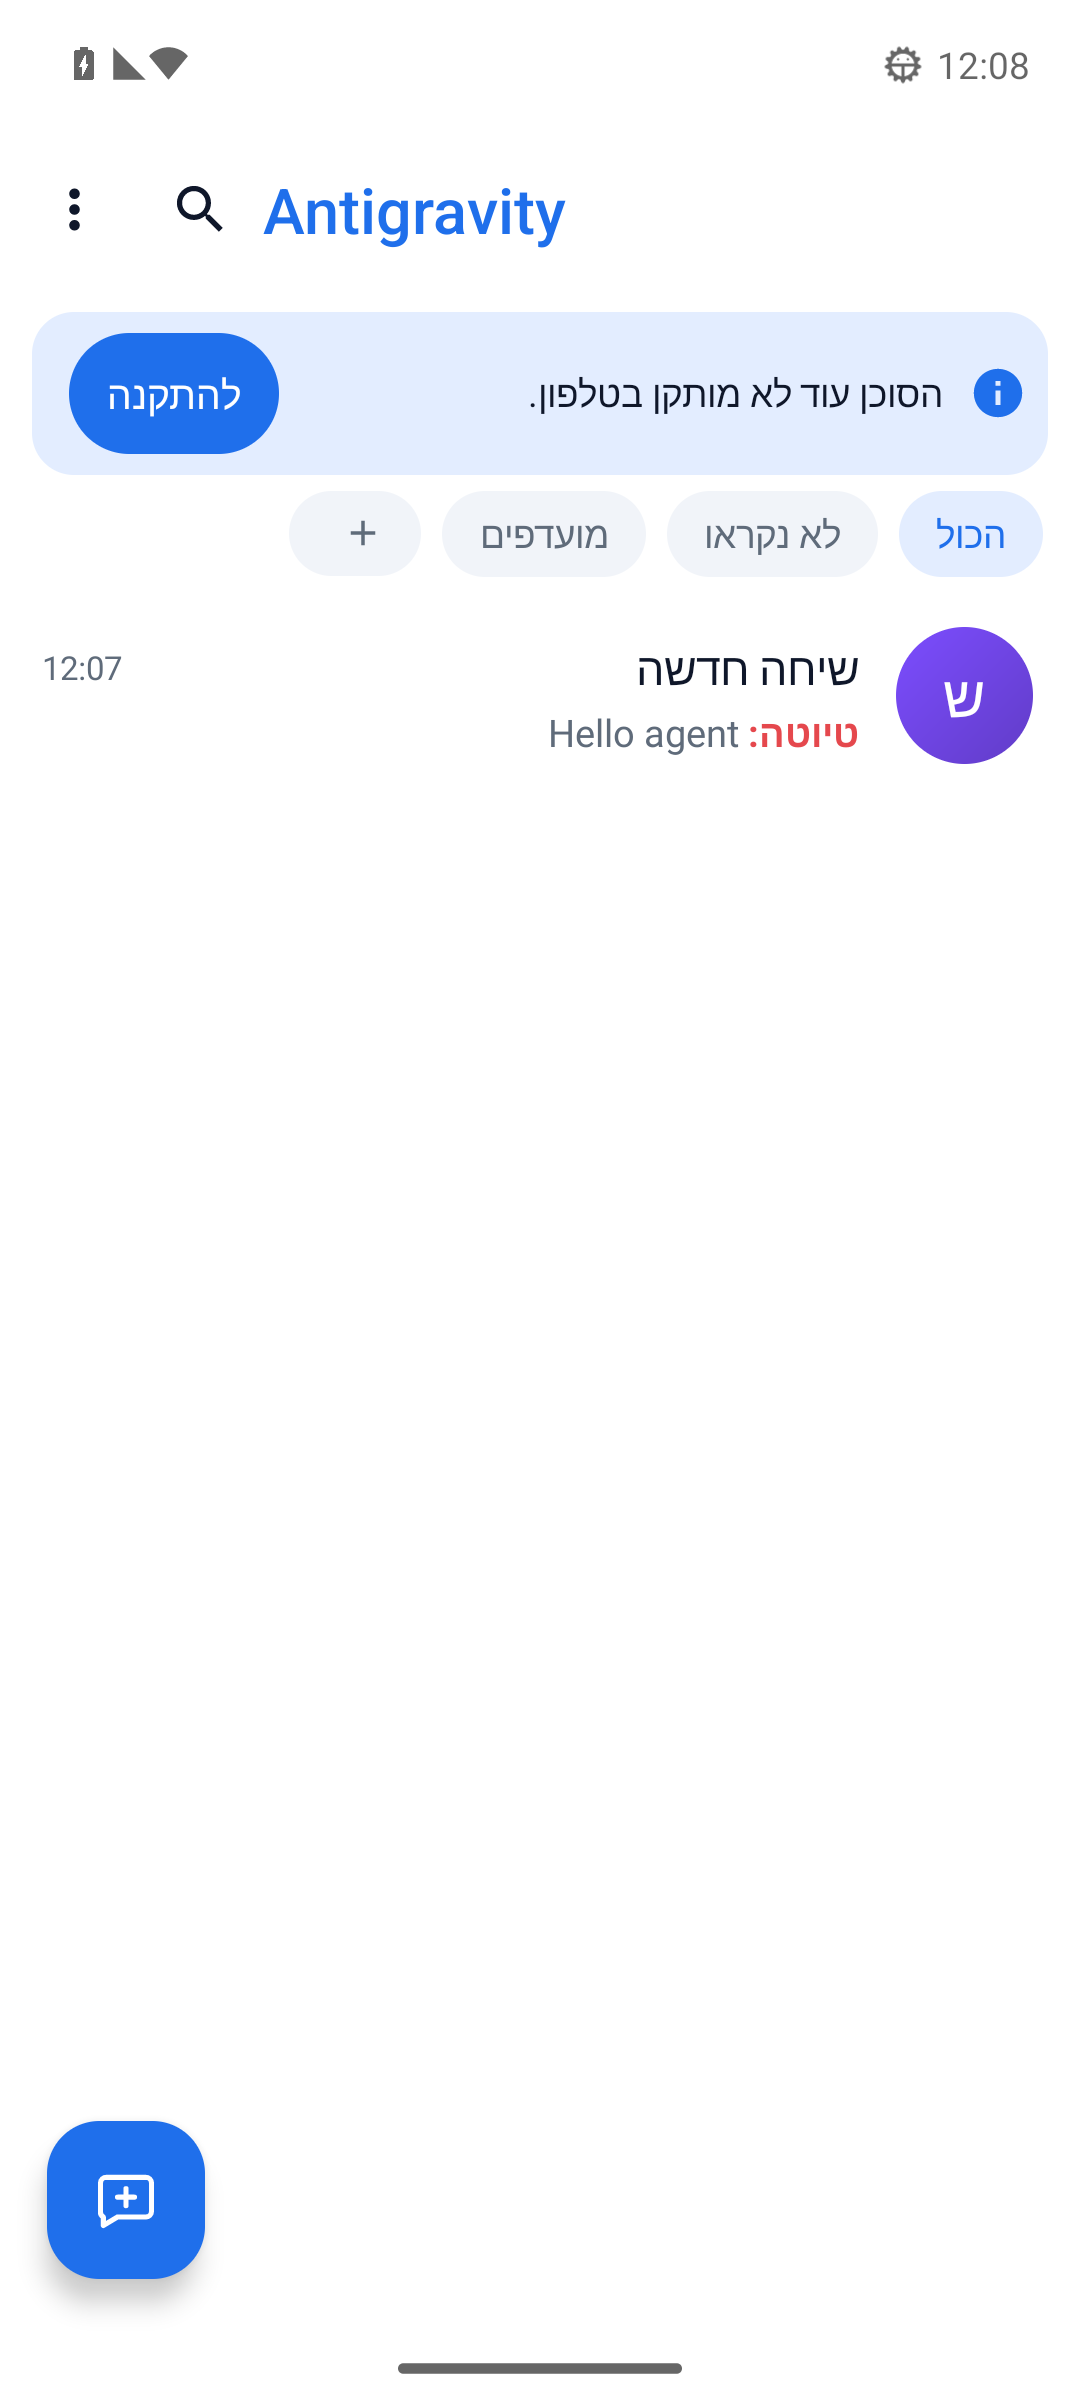 12:08
Antigravity
הסוכן עוד לא מותקן בטלפון.
להתקנה
הכול
לא נקראו
מועדפים
+
ש
שיחה חדשה
12:07
טיוטה: Hello agent